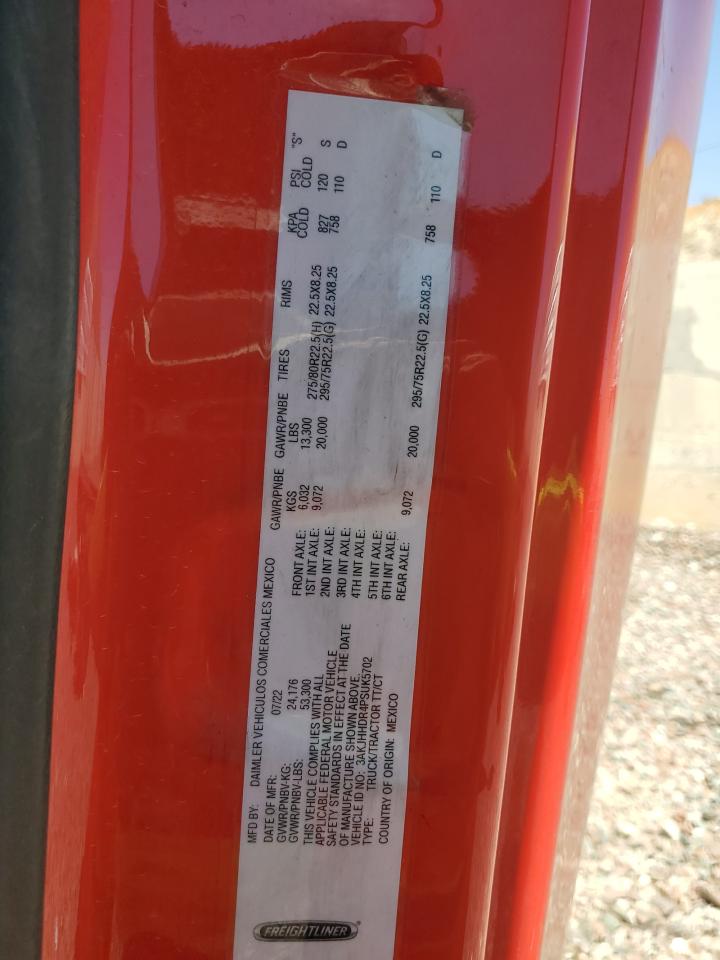 FREIGHTLINER
MFD BY: DAIMLER VEHICULOS COMERCIALES MEXICO
DATE OF MFR: 07/22
GVWR/PNBV-KG: 24,176
GVWR/PNBV-LBS: 53,300
THIS VEHICLE COMPLIES WITH ALL
APPLICABLE FEDERAL MOTOR VEHICLE
SAFETY STANDARDS IN EFFECT AT THE DATE
OF MANUFACTURE SHOWN ABOVE.
VEHICLE ID NO: 3AKJHHDR4PSUK5702
TYPE: TRUCK/TRACTOR TT/CT
COUNTRY OF ORIGIN: MEXICO
GAWR/PNBE GAWR/PNBE TIRES RIMS KPA PSI "S"
KGS LBS COLD COLD
FRONT AXLE: 6,032 13,300 275/80R22.5(H) 22.5X8.25 827 120 S
1ST INT AXLE: 9,072 20,000 295/75R22.5(G) 22.5X8.25 758 110 D
2ND INT AXLE:
3RD INT AXLE:
4TH INT AXLE:
5TH INT AXLE:
6TH INT AXLE:
REAR AXLE: 9,072 20,000 295/75R22.5(G) 22.5X8.25 758 110 D